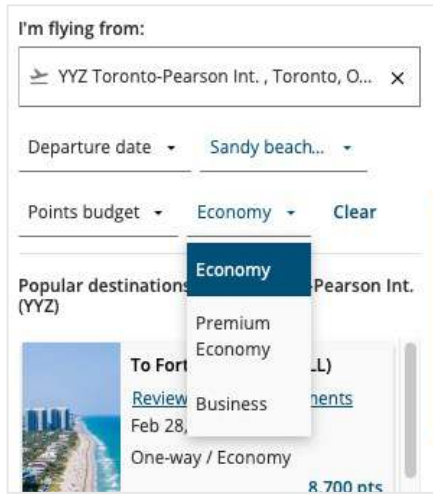 I'm flying from:
YYZ Toronto-Pearson Int. , Toronto, O...
Departure date
Sandy beach...
Points budget
Economy
Clear
Economy
Premium
Economy
Business
Popular destinations Pearson Int.
(YYZ)
To Fort LL)
Review ments
Feb 28,
One-way / Economy
8,700 pts